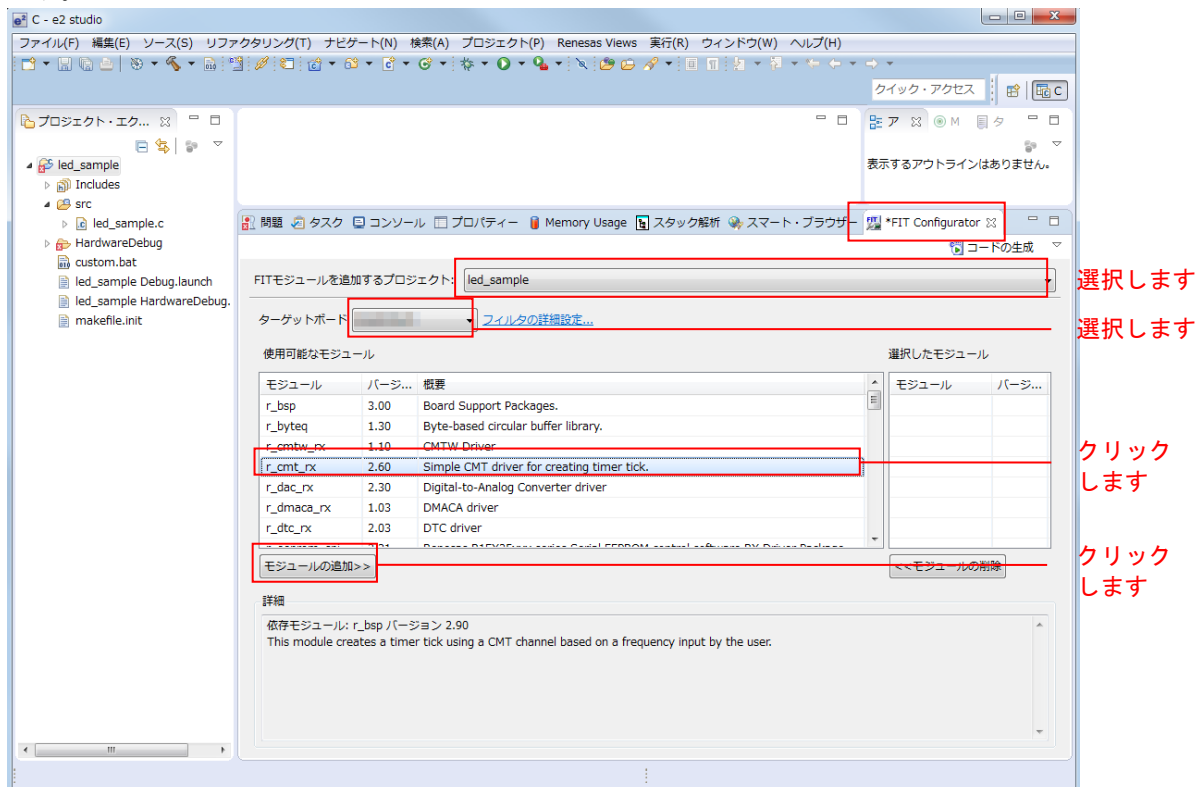 C - e2 studio
ファイル(F) 編集(E) ソース(S) リファクタリング(T) ナビゲート(N) 検索(A) プロジェクト(P) Renesas Views 実行(R) ウィンドウ(W) ヘルプ(H)
クイック・アクセス
C
プロジェクト・エク...
led_sample
Includes
src
led_sample.c
HardwareDebug
custom.bat
led_sample Debug.launch
led_sample HardwareDebug.
makefile.init
ア M タ
表示するアウトラインはありません。
問題 タスク コンソール プロパティー Memory Usage スタック解析 スマート・ブラウザー *FIT Configurator
コードの生成
FITモジュールを追加するプロジェクト: led_sample
選択します
ターゲットボード フィルタの詳細設定...
選択します
使用可能なモジュール
モジュール バージ... 概要
r_bsp 3.00 Board Support Packages.
r_byteq 1.30 Byte-based circular buffer library.
r_cmtw_rx 1.10 CMTW Driver
r_cmt_rx 2.60 Simple CMT driver for creating timer tick.
r_dac_rx 2.30 Digital-to-Analog Converter driver
r_dmaca_rx 1.03 DMACA driver
r_dtc_rx 2.03 DTC driver
選択したモジュール
モジュール バージ...
クリック
します
モジュールの追加>>
<<モジュールの削除
クリック
します
詳細
依存モジュール: r_bsp バージョン 2.90
This module creates a timer tick using a CMT channel based on a frequency input by the user.